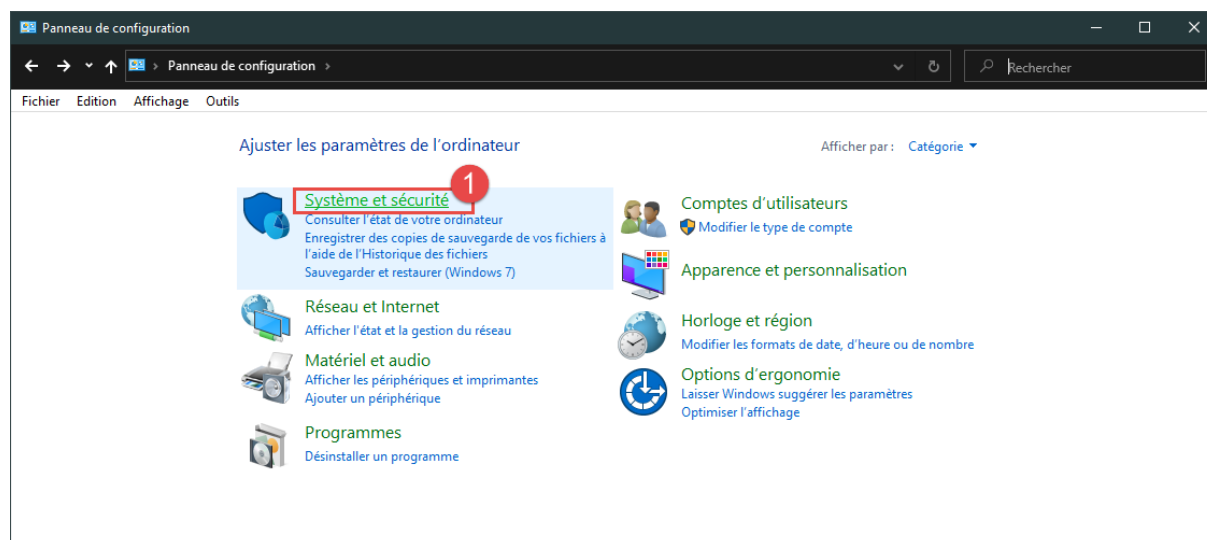 Panneau de configuration
Panneau de configuration
Rechercher
Fichier Edition Affichage Outils
Ajuster les paramètres de l'ordinateur
Afficher par : Catégorie
1
Système et sécurité
Consulter l'état de votre ordinateur
Enregistrer des copies de sauvegarde de vos fichiers à
l'aide de l'Historique des fichiers
Sauvegarder et restaurer (Windows 7)
Réseau et Internet
Afficher l'état et la gestion du réseau
Matériel et audio
Afficher les périphériques et imprimantes
Ajouter un périphérique
Programmes
Désinstaller un programme
Comptes d'utilisateurs
Modifier le type de compte
Apparence et personnalisation
Horloge et région
Modifier les formats de date, d'heure ou de nombre
Options d'ergonomie
Laisser Windows suggérer les paramètres
Optimiser l'affichage